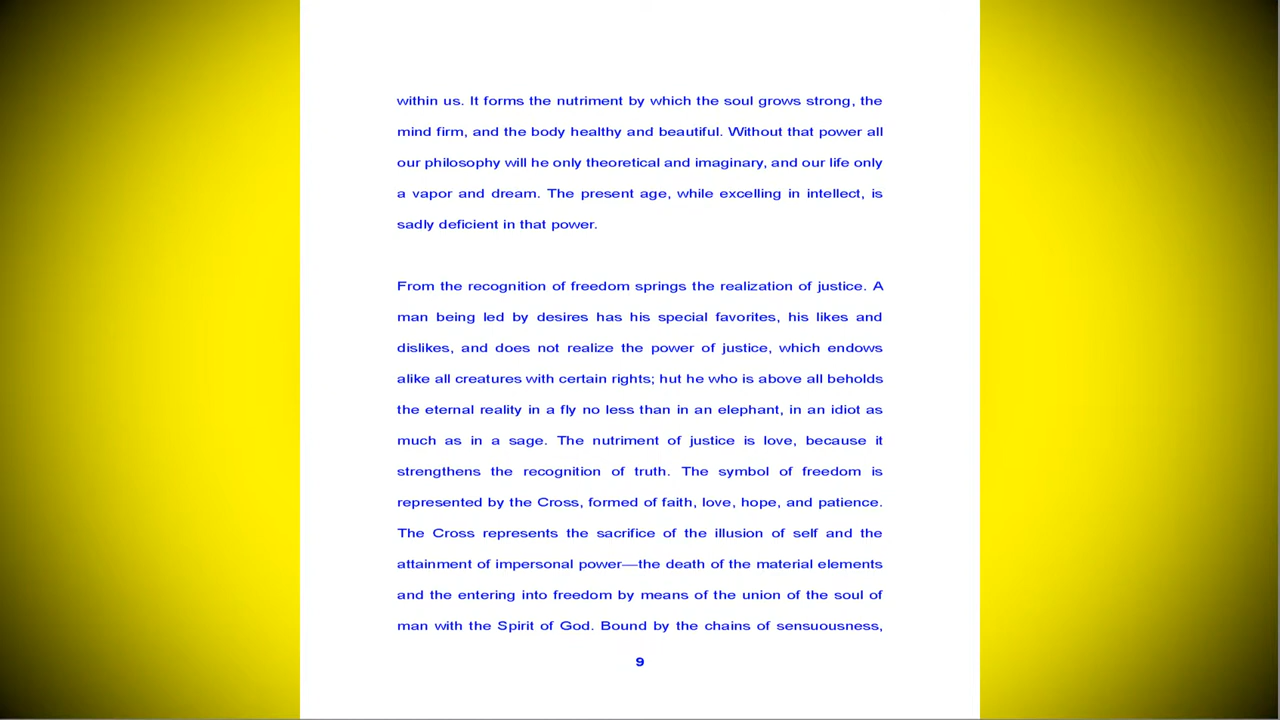 within us. It forms the nutriment by which the soul grows strong, the
mind firm, and the body healthy and beautiful. Without that power all
our philosophy will he only theoretical and imaginary, and our life only
a vapor and dream. The present age, while excelling in intellect, is
sadly deficient in that power.
From the recognition of freedom springs the realization of justice. A
man being led by desires has his special favorites, his likes and
dislikes, and does not realize the power of justice, which endows
alike all creatures with certain rights; hut he who is above all beholds
the eternal reality in a fly no less than in an elephant, in an idiot as
much as in a sage. The nutriment of justice is love, because it
strengthens the recognition of truth. The symbol of freedom is
represented by the Cross, formed of faith, love, hope, and patience.
The Cross represents the sacrifice of the illusion of self and the
attainment of impersonal power—the death of the material elements
and the entering into freedom by means of the union of the soul of
man with the Spirit of God. Bound by the chains of sensuousness,
9